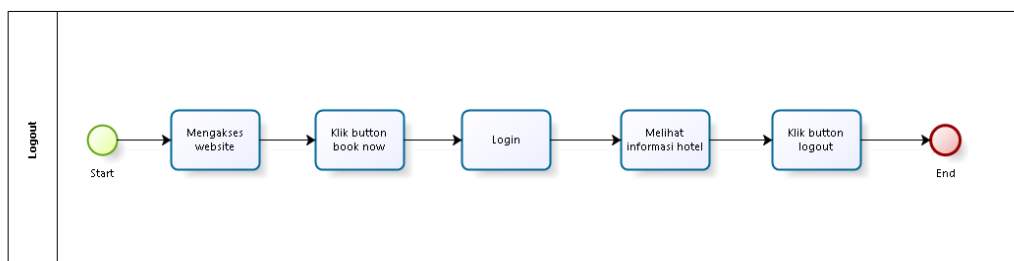 Logout
Start
Mengakses
website
Klik button
book now
Login
Melihat
informasi hotel
Klik button
logout
End